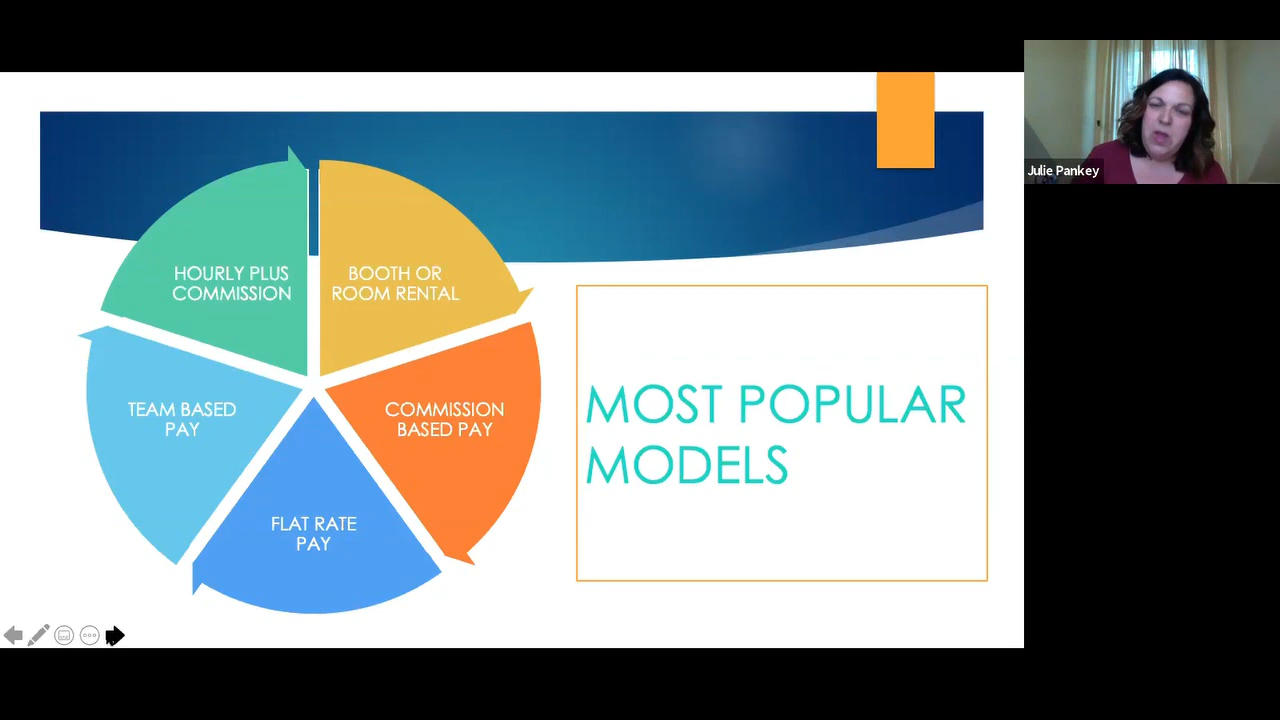 HOURLY PLUS
COMMISSION
BOOTH OR
ROOM RENTAL
TEAM BASED
PAY
COMMISSION
BASED PAY
FLAT RATE
PAY
MOST POPULAR
MODELS
Julie Pankey